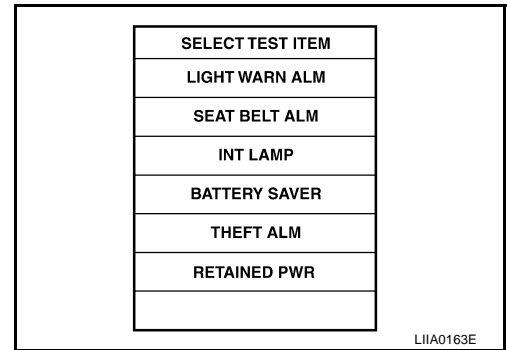 SELECT TEST ITEM
LIGHT WARN ALM
SEAT BELT ALM
INT LAMP
BATTERY SAVER
THEFT ALM
RETAINED PWR
LIIA0163E